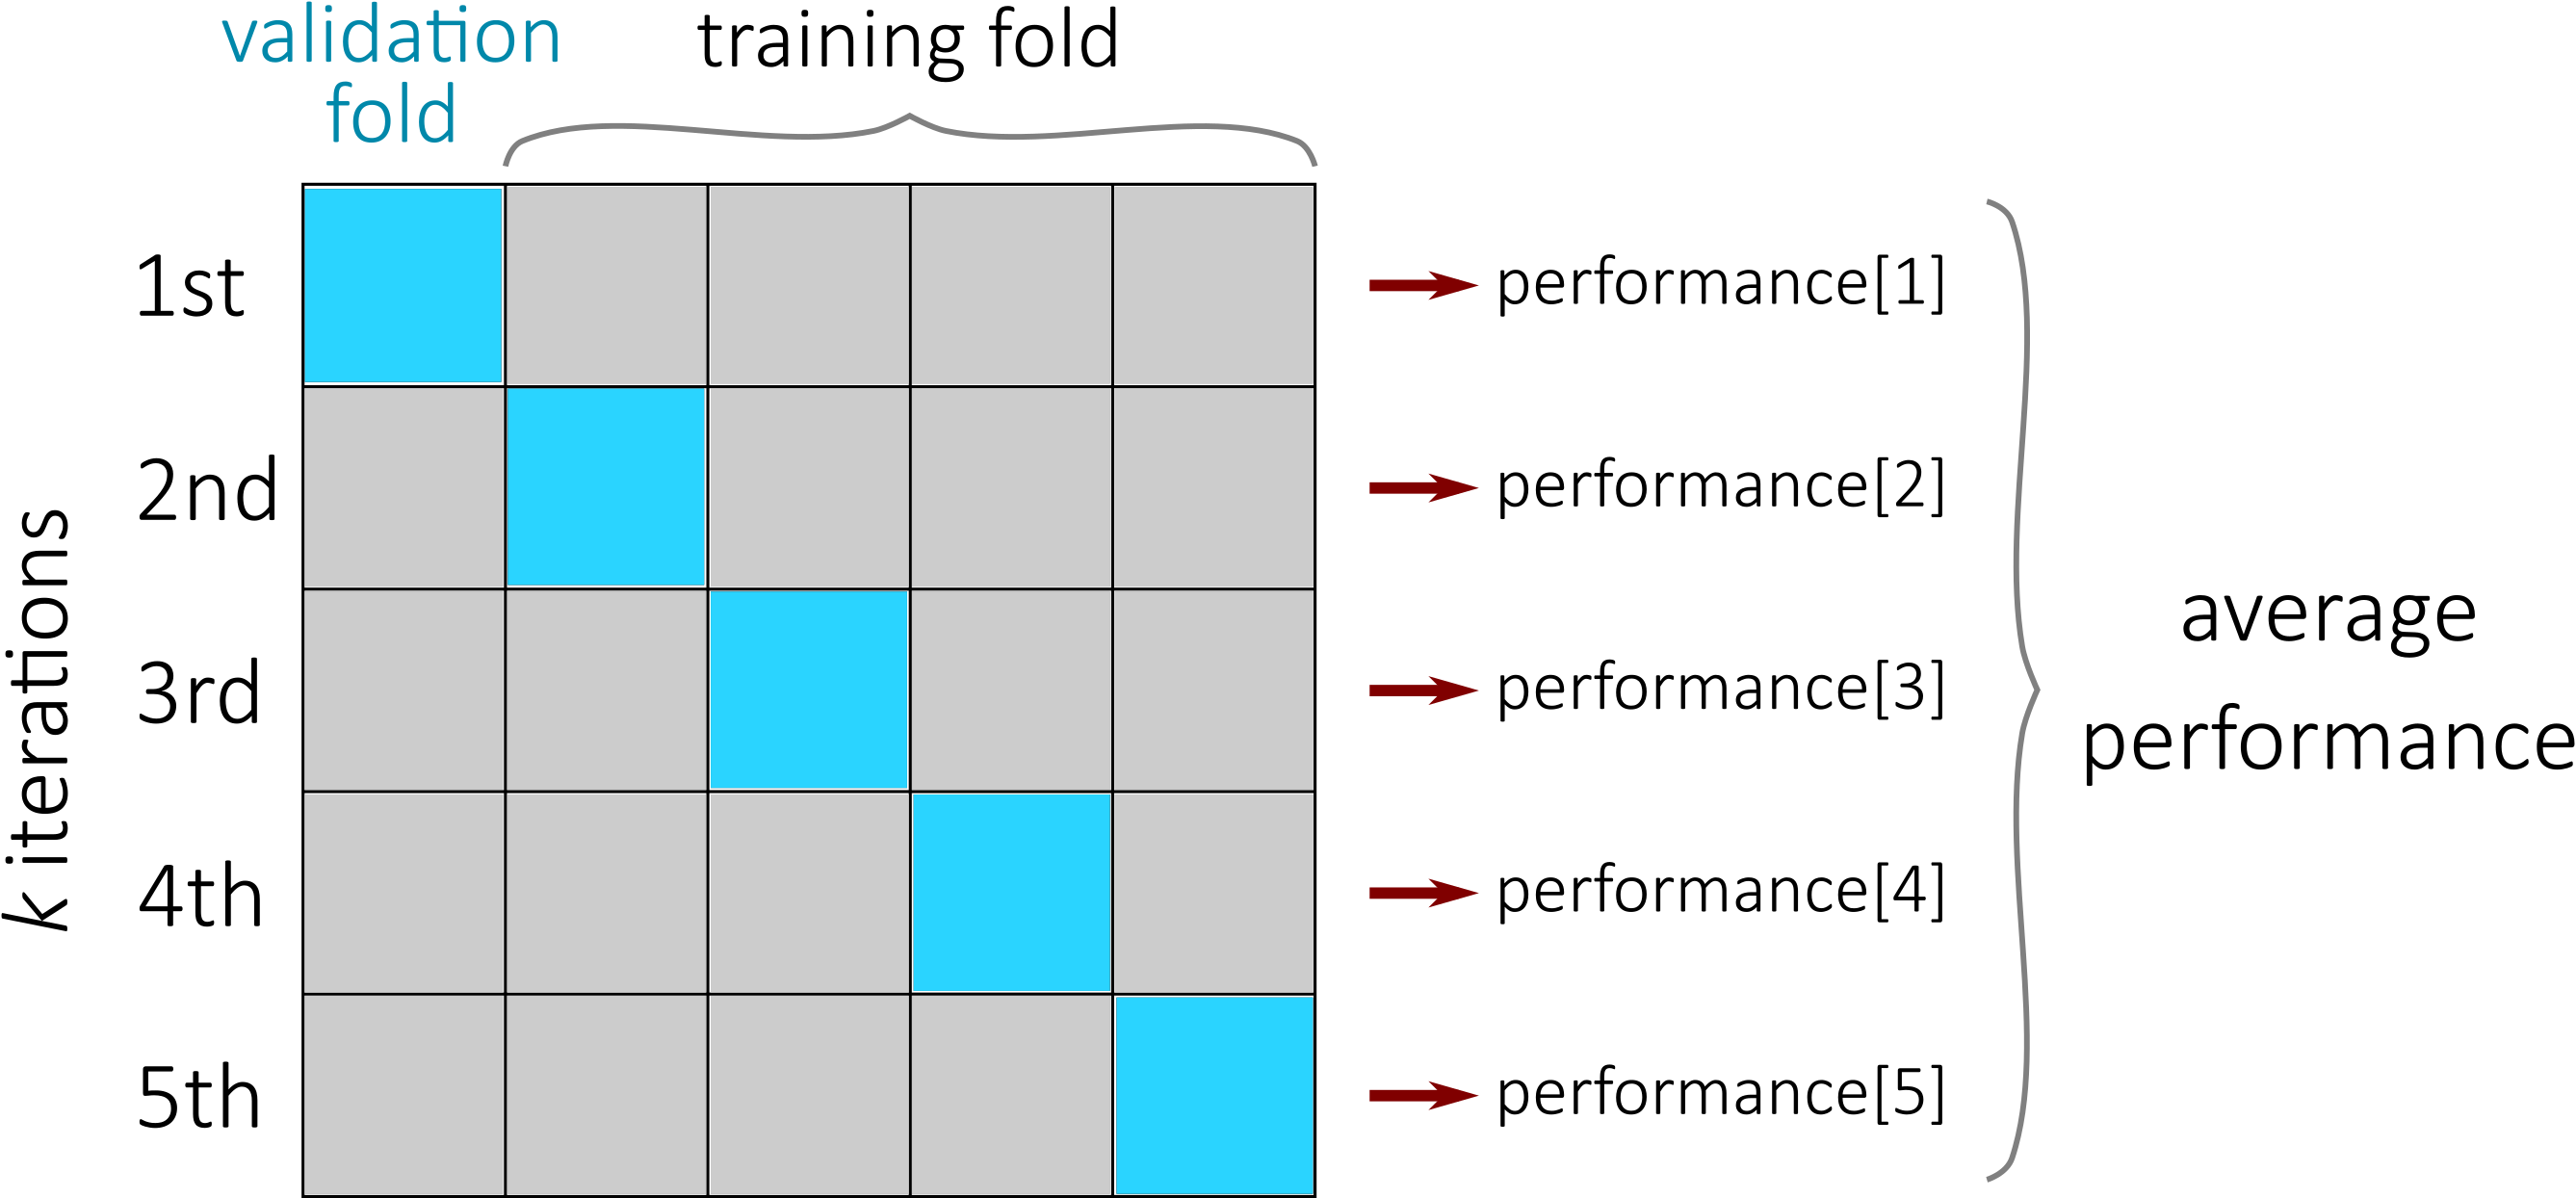 validation
fold
training fold
k iterations
1st
performance[1]
2nd
performance[2]
3rd
performance[3]
4th
performance[4]
5th
performance[5]
average
performance